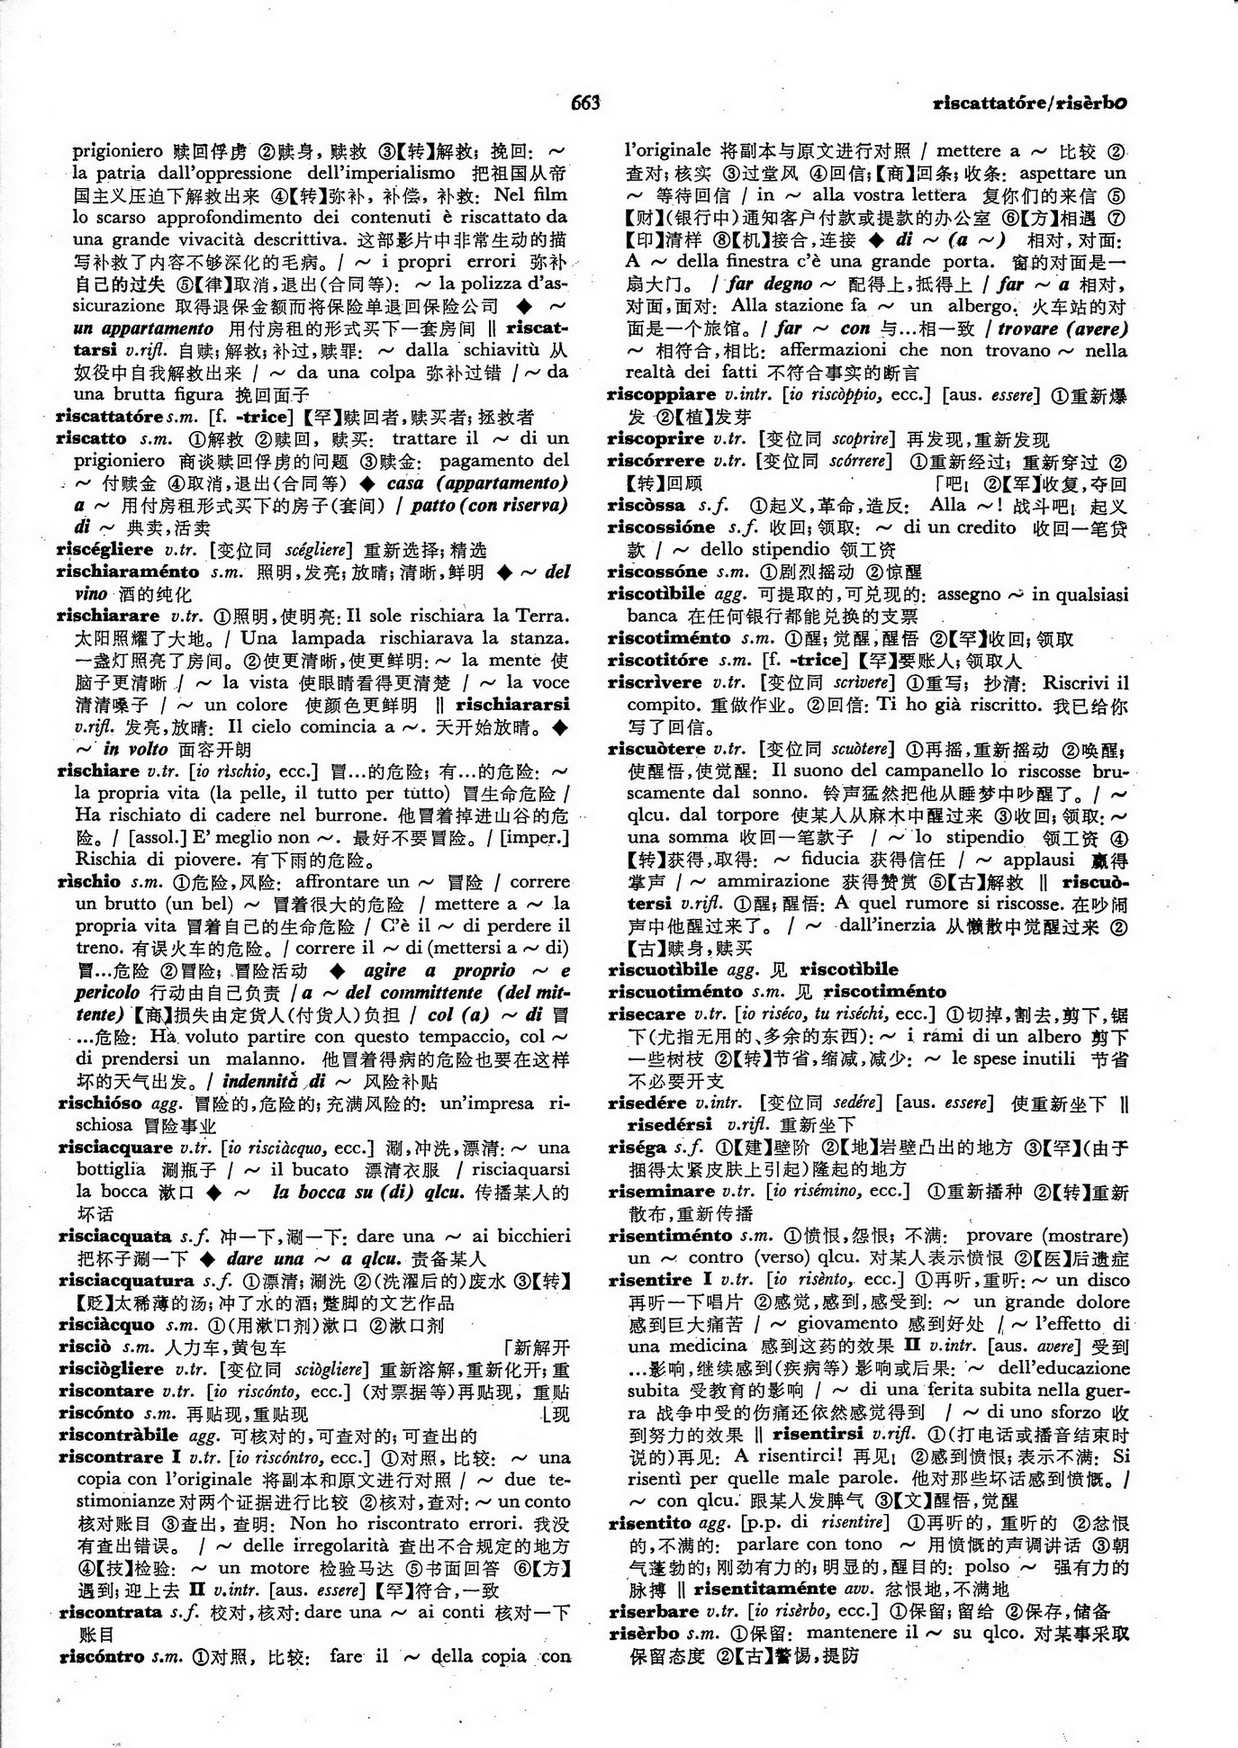 663
riscattatóre/risèrbo
prigioniero 赎回俘虏 ②赎身，赎救 ③【转】解救；挽回： ～
la patria dall'oppressione dell'imperialismo 把祖国从帝
国主义压迫下解救出来 ④【转】弥补，补偿，补救： Nel film
lo scarso approfondimento dei contenuti è riscattato da
una grande vivacità descrittiva. 这部影片中非常生动的描
写补救了内容不够深化的毛病。/ ～ i propri errori 弥补
自己的过失 ⑤【律】取消，退出(合同等)： ～ la polizza d'as-
sicurazione 取得退保金额而将保险单退回保险公司 ◆ ～
un appartamento 用付房租的形式买下一套房间 ‖ riscat-
tarsi v.rifl. 自赎；解救；补过，赎罪： ～ dalla schiavitù 从
奴役中自我解救出来 / ～ da una colpa 弥补过错 / ～ da
una brutta figura 挽回面子
riscattatóre s.m. [f. -trice] 【罕】赎回者，赎买者；拯救者
riscatto s.m. ①解救 ②赎回，赎买： trattare il ～ di un
prigioniero 商谈赎回俘虏的问题 ③赎金： pagamento del
～ 付赎金 ④取消，退出(合同等) ◆ casa (appartamento)
a ～ 用付房租形式买下的房子(套间) / patto (con riserva)
di ～ 典卖，活卖
riscégliere v.tr. [变位同 scégliere] 重新选择；精选
rischiaraménto s.m. 照明，发亮；放晴；清晰，鲜明 ◆ ～ del
vino 酒的纯化
rischiarare v.tr. ①照明，使明亮： Il sole rischiara la Terra.
太阳照耀了大地。/ Una lampada rischiarava la stanza.
一盏灯照亮了房间。②使更清晰，使更鲜明： ～ la mente 使
脑子更清晰 / ～ la vista 使眼睛看得更清楚 / ～ la voce
清清嗓子 / ～ un colore 使颜色更鲜明 ‖ rischiararsi
v.rifl. 发亮，放晴： Il cielo comincia a ～. 天开始放晴。◆
～ in volto 面容开朗
rischiare v.tr. [io rischio, ecc.] 冒…的危险；有…的危险： ～
la propria vita (la pelle, il tutto per tutto) 冒生命危险 /
Ha rischiato di cadere nel burrone. 他冒着掉进山谷的危
险。/ [assol.] E' meglio non ～. 最好不要冒险。/ [imper.]
Rischia di piovere. 有下雨的危险。
rìschio s.m. ①危险，风险： affrontare un ～ 冒险 / correre
un brutto (un bel) ～ 冒着很大的危险 / mettere a ～ la
propria vita 冒着自己的生命危险 / C'è il ～ di perdere il
treno. 有误火车的危险。/ correre il ～ di (mettersi a ～ di)
冒…危险 ②冒险；冒险活动 ◆ agire a proprio ～ e
pericolo 行动由自己负责 / a ～ del committente (del mit-
tente) 【商】损失由定货人(付货人)负担 / col (a) ～ di 冒
…危险： Ha voluto partire con questo tempaccio, col ～
di prendersi un malanno. 他冒着得病的危险也要在这样
坏的天气出发。/ indennità di ～ 风险补贴
rischióso agg. 冒险的，危险的；充满风险的： un'impresa ri-
schiosa 冒险事业
risciacquare v.tr. [io risciàcquo, ecc.] 涮，冲洗，漂清： ～ una
bottiglia 涮瓶子 / ～ il bucato 漂清衣服 / risciaquarsi
la bocca 漱口 ◆ ～ la bocca su (di) qlcu. 传播某人的
坏话
risciacquata s.f. 冲一下，涮一下： dare una ～ ai bicchieri
把杯子涮一下 ◆ dare una ～ a qlcu. 责备某人
risciacquatura s.f. ①漂清；涮洗 ②(洗濯后的)废水 ③【转】
【贬】太稀薄的汤；冲了水的酒；蹩脚的文艺作品
risciàcquo s.m. ①(用漱口剂)漱口 ②漱口剂
risciò s.m. 人力车，黄包车 「新解开
risciògliere v.tr. [变位同 sciògliere] 重新溶解，重新化开；重
riscontare v.tr. [io riscónto, ecc.] (对票据等)再贴现，重贴
riscónto s.m. 再贴现，重贴现 ⌊现
riscontràbile agg. 可核对的，可查对的；可查出的
riscontrare I v.tr. [io riscóntro, ecc.] ①对照，比较： ～ una
copia con l'originale 将副本和原文进行对照 / ～ due te-
stimonianze 对两个证据进行比较 ②核对，查对： ～ un conto
核对账目 ③查出，查明： Non ho riscontrato errori. 我没
有查出错误。 / ～ delle irregolarità 查出不合规定的地方
④【技】检验： ～ un motore 检验马达 ⑤书面回答 ⑥【方】
遇到；迎上去 II v.intr. [aus. essere] 【罕】符合，一致
riscontrata s.f. 校对，核对： dare una ～ ai conti 核对一下
账目
riscóntro s.m. ①对照，比较： fare il ～ della copia con
l'originale 将副本与原文进行对照 / mettere a ～ 比较 ②
查对；核实 ③过堂风 ④回信；【商】回条；收条： aspettare un
～ 等待回信 / in ～ alla vostra lettera 复你们的来信 ⑤
【财】(银行中)通知客户付款或提款的办公室 ⑥【方】相遇 ⑦
【印】清样 ⑧【机】接合，连接 ◆ di ～ (a ～) 相对，对面：
A ～ della finestra c'è una grande porta. 窗的对面是一
扇大门。 / far degno ～ 配得上，抵得上 / far ～ a 相对，
对面，面对： Alla stazione fa ～ un albergo. 火车站的对
面是一个旅馆。/ far ～ con 与…相一致 / trovare (avere)
～ 相符合，相比： affermazioni che non trovano ～ nella
realtà dei fatti 不符合事实的断言
riscoppiare v.intr. [io riscòppio, ecc.] [aus. essere] ①重新爆
发 ②【植】发芽
riscoprire v.tr. [变位同 scoprire] 再发现，重新发现
riscórrere v.tr. [变位同 scórrere] ①重新经过；重新穿过 ②
【转】回顾 「吧！ ②【军】收复，夺回
riscòssa s.f. ①起义，革命，造反： Alla ～! 战斗吧！ 起义
riscossióne s.f. 收回；领取： ～ di un credito 收回一笔贷
款 / ～ dello stipendio 领工资
riscossóne s.m. ①剧烈摇动 ②惊醒
riscotìbile agg. 可提取的，可兑现的： assegno ～ in qualsiasi
banca 在任何银行都能兑换的支票
riscotiménto s.m. ①醒；觉醒，醒悟 ②【罕】收回；领取
riscotitóre s.m. [f. -trice] 【罕】要账人；领取人
riscrìvere v.tr. [变位同 scrìvere] ①重写；抄清： Riscrivi il
compito. 重做作业。②回信： Ti ho già riscritto. 我已给你
写了回信。
riscuòtere v.tr. [变位同 scuòtere] ①再摇，重新摇动 ②唤醒；
使醒悟，使觉醒： Il suono del campanello lo riscosse bru-
scamente dal sonno. 铃声猛然把他从睡梦中吵醒了。/ ～
qlcu. dal torpore 使某人从麻木中醒过来 ③收回；领取： ～
una somma 收回一笔款子 / ～ lo stipendio 领工资 ④
【转】获得，取得： ～ fiducia 获得信任 / ～ applausi 赢得
掌声 / ～ ammirazione 获得赞赏 ⑤【古】解救 ‖ riscuò-
tersi v.rifl. ①醒；醒悟： A quel rumore si riscosse. 在吵闹
声中他醒过来了。 / ～ dall'inerzia 从懒散中觉醒过来 ②
【古】赎身，赎买
riscuotìbile agg. 见 riscotìbile
riscuotiménto s.m. 见 riscotiménto
risecare v.tr. [io riséco, tu riséchi, ecc.] ①切掉，割去，剪下，锯
下(尤指无用的、多余的东西)： ～ i rami di un albero 剪下
一些树枝 ②【转】节省，缩减，减少： ～ le spese inutili 节省
不必要开支
risedére v.intr. [变位同 sedére] [aus. essere] 使重新坐下 ‖
risedérsi v.rifl. 重新坐下
riséga s.f. ①【建】壁阶 ②【地】岩壁凸出的地方 ③【罕】(由于
捆得太紧皮肤上引起)隆起的地方
riseminare v.tr. [io risémino, ecc.] ①重新播种 ②【转】重新
散布，重新传播
risentiménto s.m. ①愤恨，怨恨；不满： provare (mostrare)
un ～ contro (verso) qlcu. 对某人表示愤恨 ②【医】后遗症
risentire I v.tr. [io risènto, ecc.] ①再听，重听： ～ un disco
再听一下唱片 ②感觉，感到，感受到： ～ un grande dolore
感到巨大痛苦 / ～ giovamento 感到好处 / ～ l'effetto di
una medicina 感到这药的效果 II v.intr. [aus. avere] 受到
…影响，继续感到(疾病等)影响或后果： ～ dell'educazione
subita 受教育的影响 / ～ di una ferita subita nella guer-
ra 战争中受的伤痛还依然感觉得到 / ～ di uno sforzo 收
到努力的效果 ‖ risentirsi v.rifl. ①(打电话或播音结束时
说的)再见： A risentirci! 再见！ ②感到愤恨；表示不满： Si
risentì per quelle male parole. 他对那些坏话感到愤慨。/
～ con qlcu. 跟某人发脾气 ③【文】醒悟，觉醒
risentito agg. [p.p. di risentire] ①再听的，重听的 ②忿恨
的，不满的： parlare con tono ～ 用愤慨的声调讲话 ③朝
气蓬勃的；刚劲有力的；明显的，醒目的： polso ～ 强有力的
脉搏 ‖ risentitaménte avv. 忿恨地，不满地
riserbare v.tr. [io risèrbo, ecc.] ①保留；留给 ②保存，储备
risèrbo s.m. ①保留： mantenere il ～ su qlco. 对某事采取
保留态度 ②【古】警惕，提防